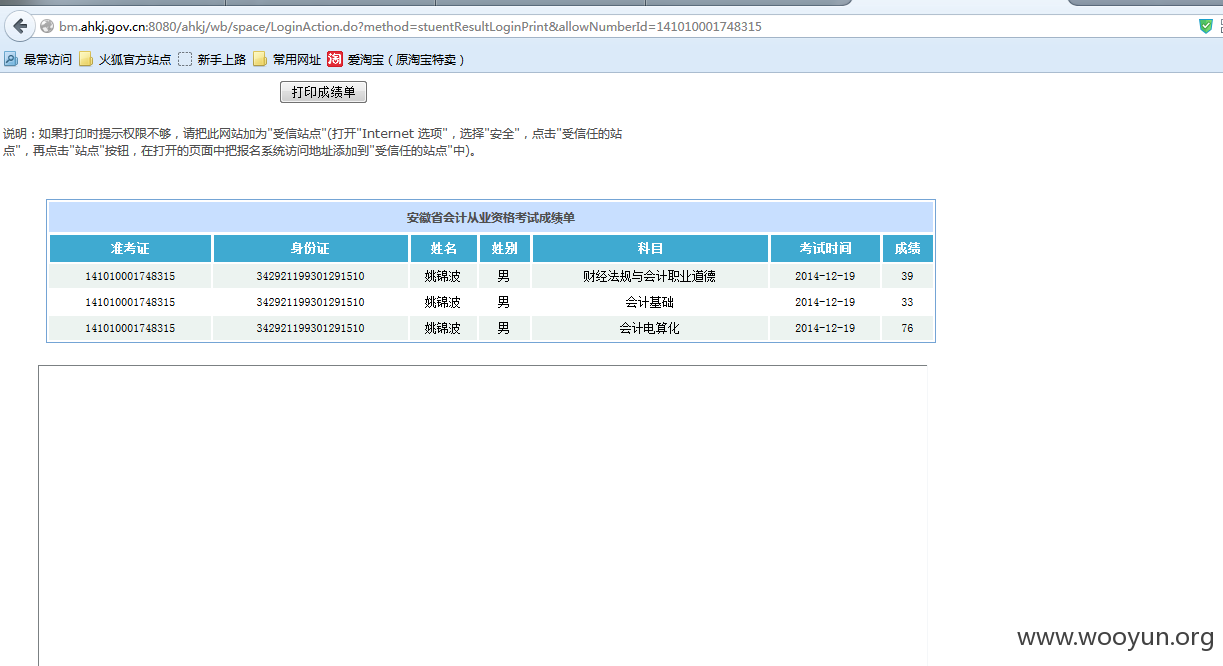 bm.ahkj.gov.cn:8080/ahkj/wb/space/LoginAction.do?method=stuentResultLoginPrint&allowNumberId=141010001748315
最常访问 火狐官方站点 新手上路 常用网址 淘 爱淘宝（原淘宝特卖）
打印成绩单
说明：如果打印时提示权限不够，请把此网站加为"受信站点"(打开"Internet 选项"，选择"安全"，点击"受信任的站
点"，再点击"站点"按钮，在打开的页面中把报名系统访问地址添加到"受信任的站点"中)。
安徽省会计从业资格考试成绩单
准考证 身份证 姓名 姓别 科目 考试时间 成绩
141010001748315 342921199301291510 姚锦波 男 财经法规与会计职业道德 2014-12-19 39
141010001748315 342921199301291510 姚锦波 男 会计基础 2014-12-19 33
141010001748315 342921199301291510 姚锦波 男 会计电算化 2014-12-19 76
www.wooyun.org